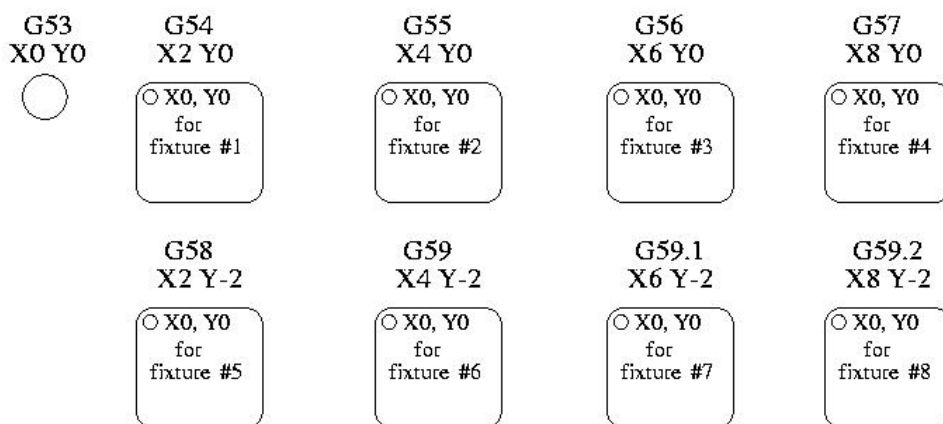 G53 G54 G55 G56 G57
X0 Y0 X2 Y0 X4 Y0 X6 Y0 X8 Y0
X0, Y0 X0, Y0 X0, Y0 X0, Y0
for for for for
fixture #1 fixture #2 fixture #3 fixture #4
G58 G59 G59.1 G59.2
X2 Y-2 X4 Y-2 X6 Y-2 X8 Y-2
X0, Y0 X0, Y0 X0, Y0 X0, Y0
for for for for
fixture #5 fixture #6 fixture #7 fixture #8